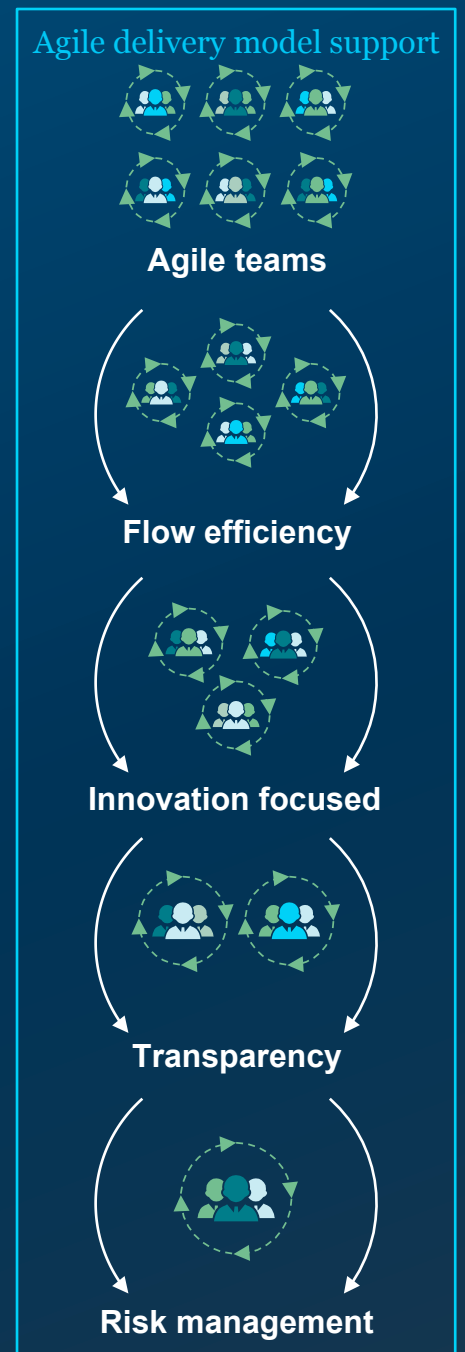 Agile delivery model support
Agile teams
Flow efficiency
Innovation focused
Transparency
Risk management